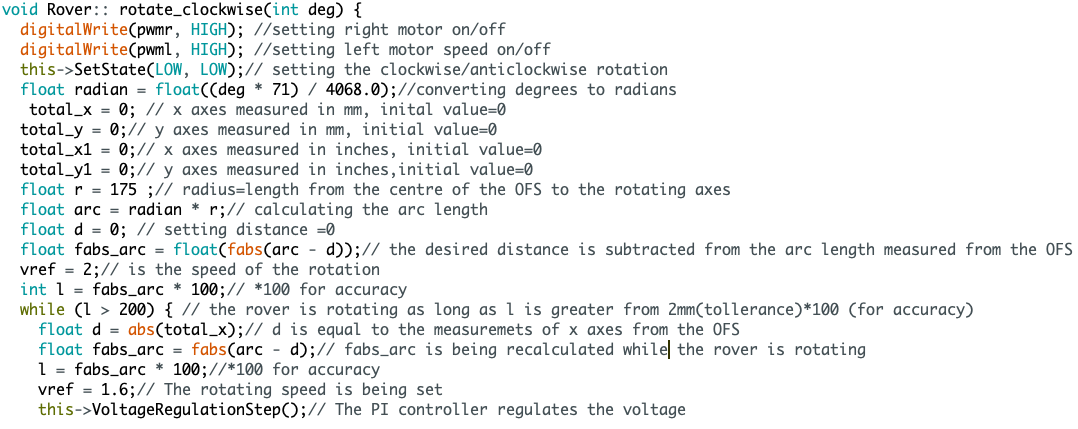 void Rover:: rotate_clockwise(int deg) {
  digitalWrite(pwmr, HIGH); //setting right motor on/off
  digitalWrite(pwml, HIGH); //setting left motor speed on/off
  this->SetState(LOW, LOW);// setting the clockwise/anticlockwise rotation
  float radian = float((deg * 71) / 4068.0);//converting degrees to radians
   total_x = 0; // x axes measured in mm, inital value=0
  total_y = 0;// y axes measured in mm, initial value=0
  total_x1 = 0;// x axes measured in inches, initial value=0
  total_y1 = 0;// y axes measured in inches,initial value=0
  float r = 175 ;// radius=length from the centre of the OFS to the rotating axes
  float arc = radian * r;// calculating the arc length
  float d = 0; // setting distance =0
  float fabs_arc = float(fabs(arc - d));// the desired distance is subtracted from the arc length measured from the OFS
  vref = 2;// is the speed of the rotation
  int l = fabs_arc * 100;// *100 for accuracy
  while (l > 200) { // the rover is rotating as long as l is greater from 2mm(tollerance)*100 (for accuracy)
    float d = abs(total_x);// d is equal to the measuremets of x axes from the OFS
    float fabs_arc = fabs(arc - d);// fabs_arc is being recalculated while the rover is rotating
    l = fabs_arc * 100;//*100 for accuracy
    vref = 1.6;// The rotating speed is being set
    this->VoltageRegulationStep();// The PI controller regulates the voltage